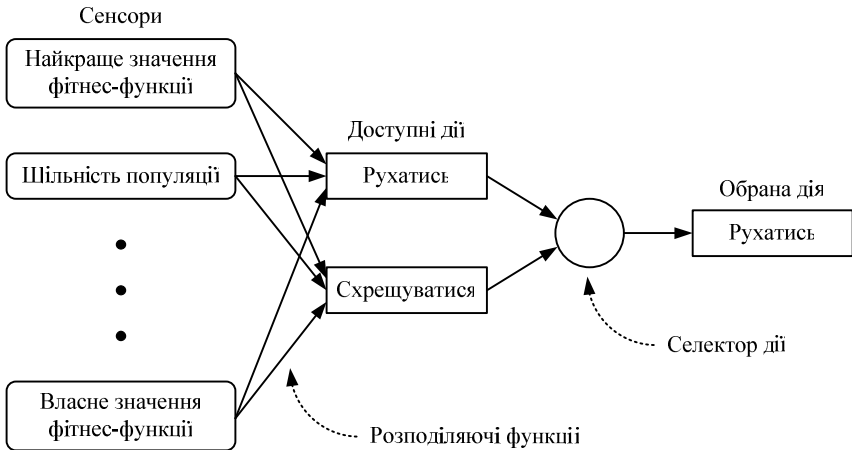 Сенсори
Найкраще значення
фітнес-функції
Щільність популяції
Власне значення
фітнес-функції
Доступні дії
Рухатись
Схрещуватися
Обрана дія
Рухатись
Селектор дії
Розподіляючі функції